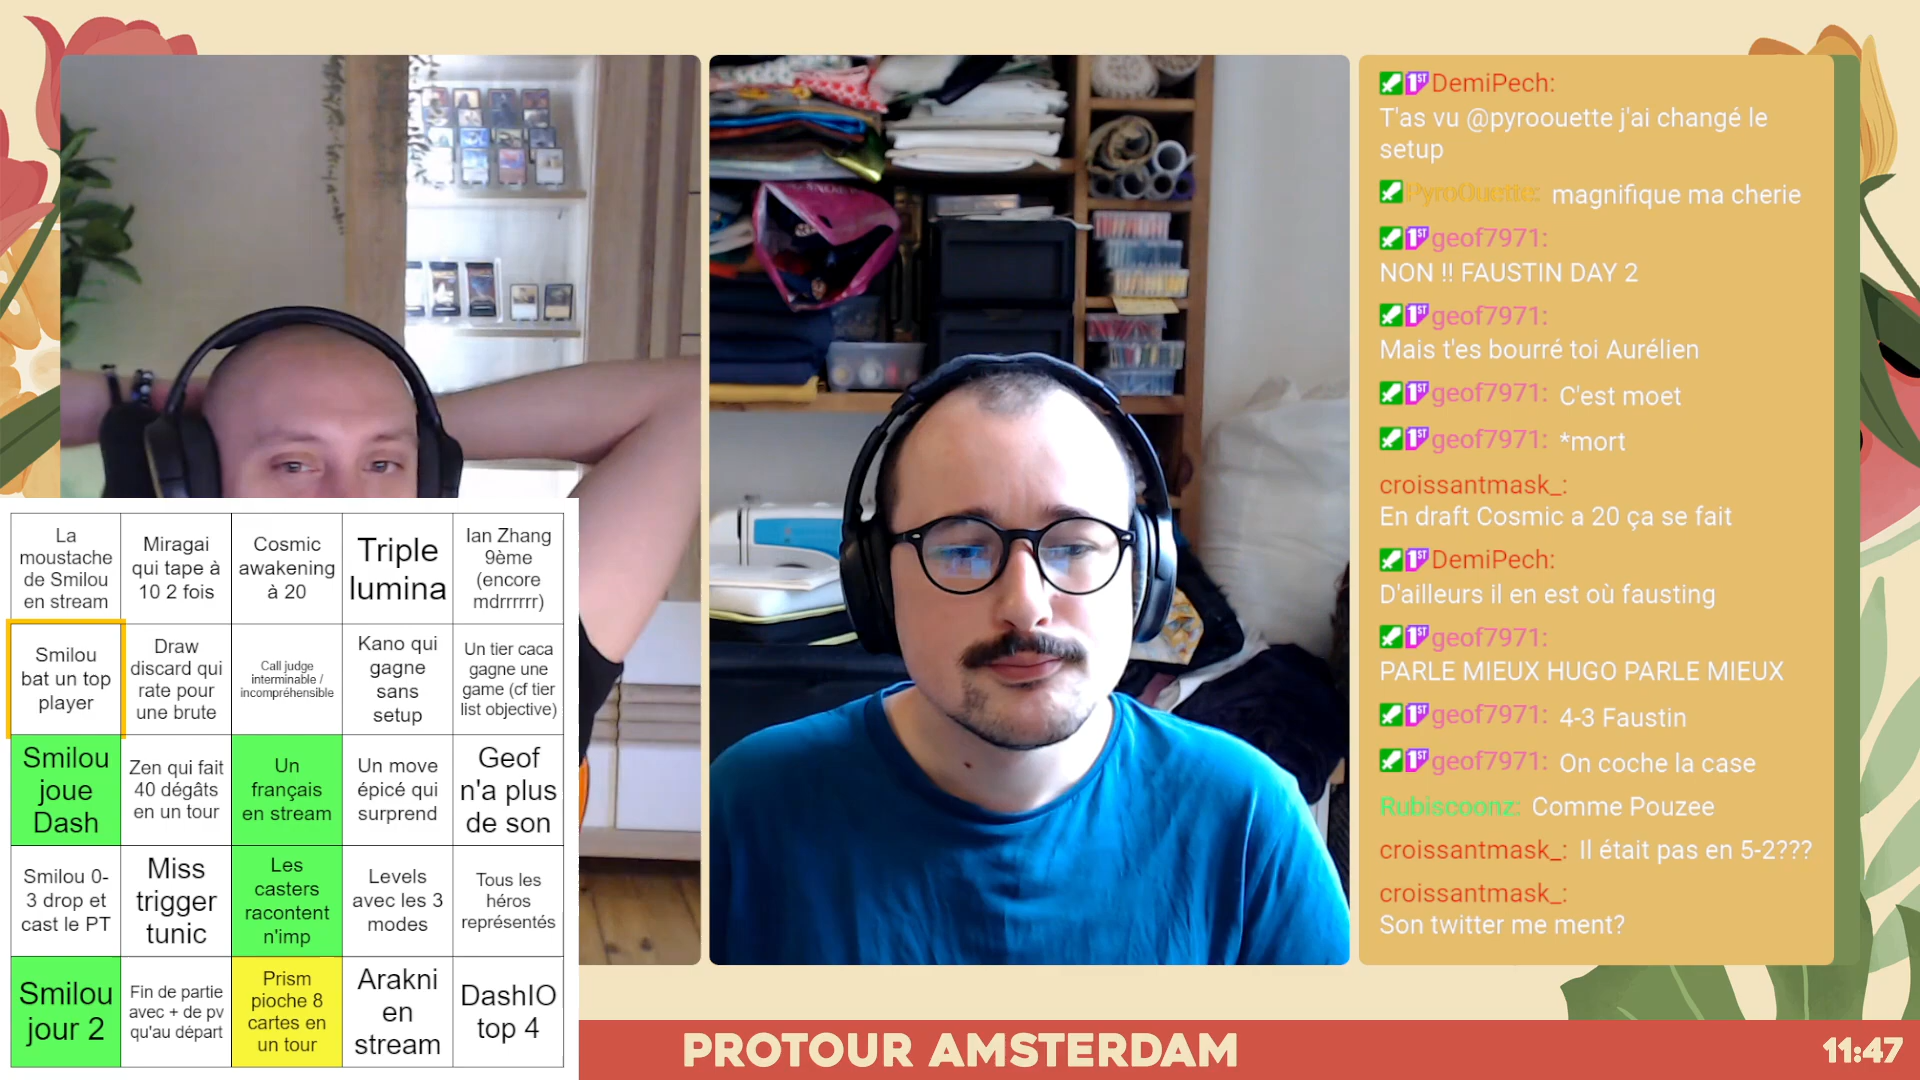 DemiPech:
T'as vu @pyroouette j'ai changé le
setup
PyroOuette: magnifique ma cherie
geof7971:
NON !! FAUSTIN DAY 2
geof7971:
Mais t'es bourré toi Aurélien
geof7971: C'est moet
geof7971: *mort
croissantmask_:
En draft Cosmic a 20 ça se fait
DemiPech:
D'ailleurs il en est où fausting
geof7971:
PARLE MIEUX HUGO PARLE MIEUX
geof7971: 4-3 Faustin
geof7971: On coche la case
Rubiscoonz: Comme Pouzee
croissantmask_: Il était pas en 5-2???
croissantmask_:
Son twitter me ment?
La
moustache
de Smilou
en stream
Miragai
qui tape à
10 2 fois
Cosmic
awakening
à 20
Triple
lumina
Ian Zhang
9ème
(encore
mdrrrrrr)
Smilou
bat un top
player
Draw
discard qui
rate pour
une brute
Call judge
interminable /
incompréhensible
Kano qui
gagne
sans
setup
Un tier caca
gagne une
game (cf tier
list objective)
Smilou
joue
Dash
Zen qui fait
40 dégâts
en un tour
Un
français
en stream
Un move
épicé qui
surprend
Geof
n'a plus
de son
Smilou 0-
3 drop et
cast le PT
Miss
trigger
tunic
Les
casters
racontent
n'imp
Levels
avec les 3
modes
Tous les
héros
représentés
Smilou
jour 2
Fin de partie
avec + de pv
qu'au départ
Prism
pioche 8
cartes en
un tour
Arakni
en
stream
DashIO
top 4
PROTOUR AMSTERDAM
11:47